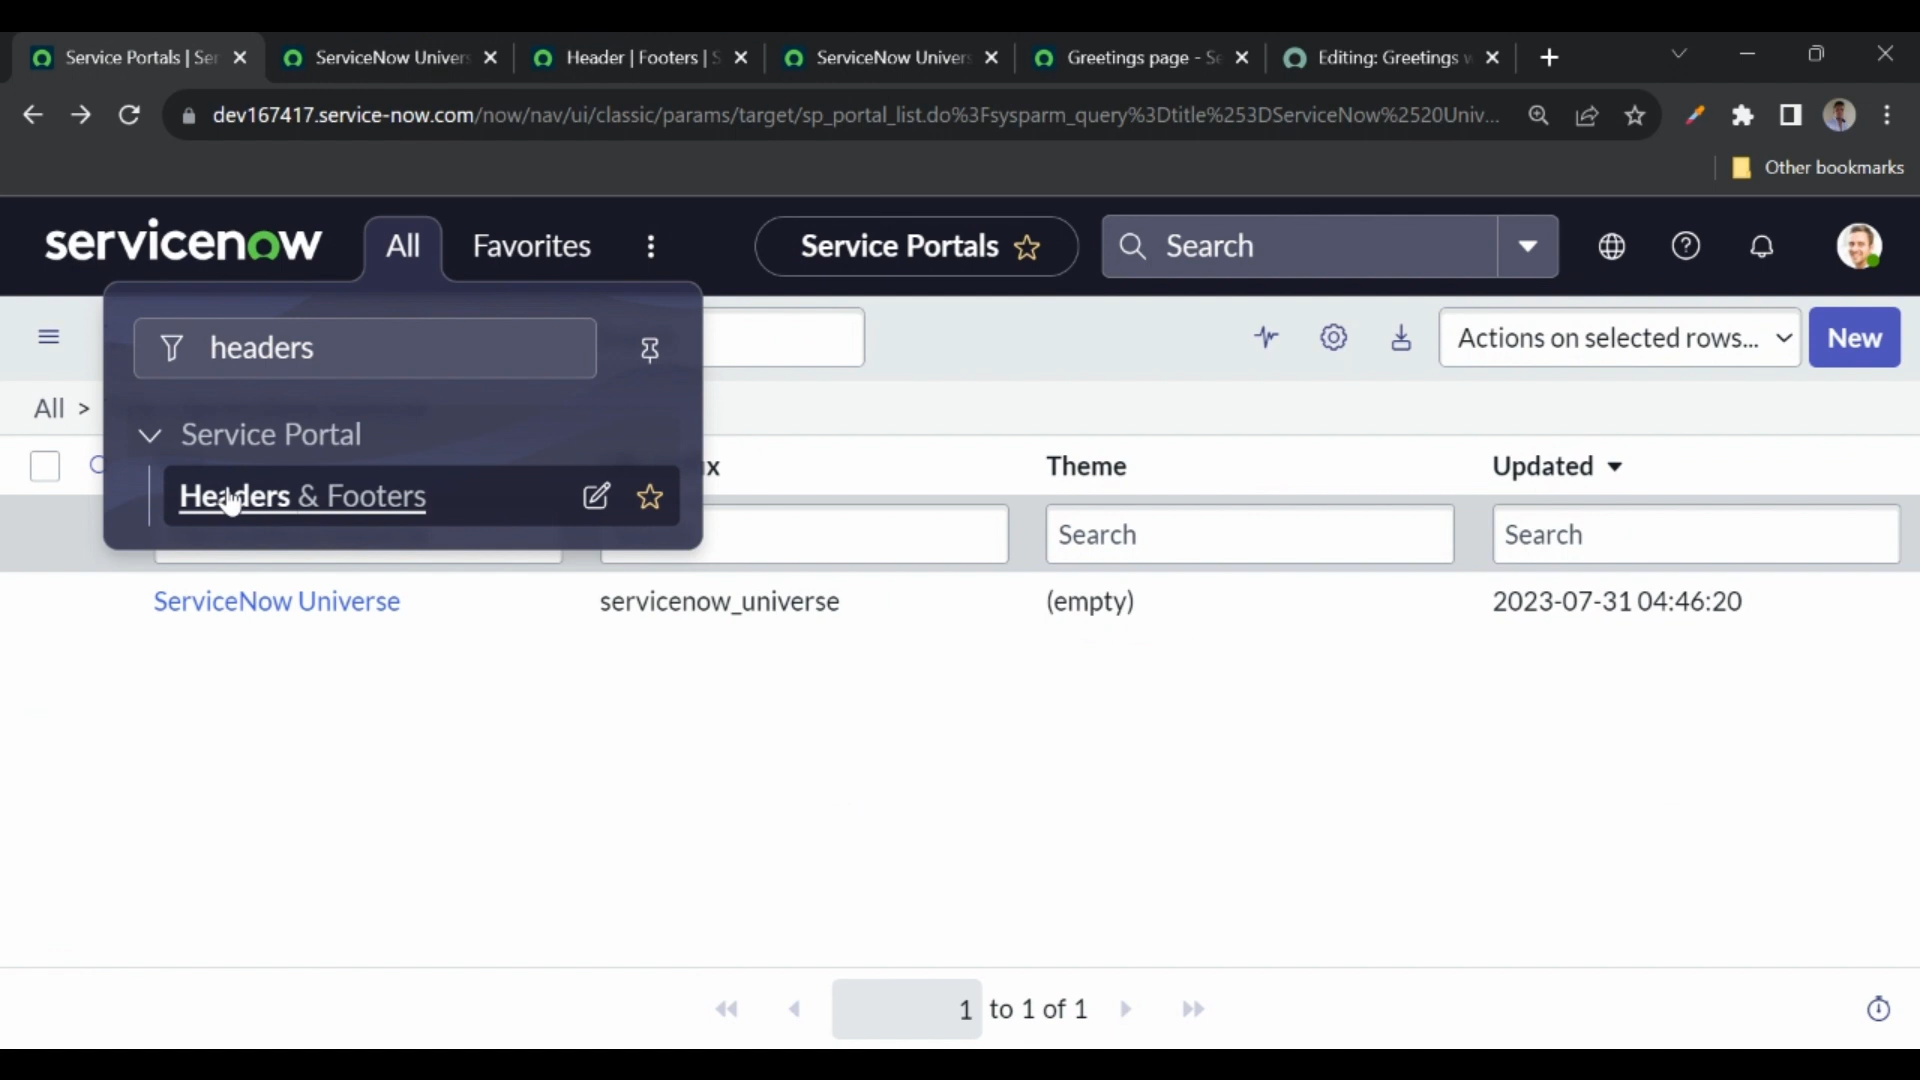 Service Portals | Ser
ServiceNow Univers
Header | Footers | S
ServiceNow Univers
Greetings page - Se
Editing: Greetings w
dev167417.service-now.com/now/nav/ui/classic/params/target/sp_portal_list.do%3Fsysparm_query%3Dtitle%253DServiceNow%2520Univ...
Other bookmarks
servicenow
All
Favorites
Service Portals
Search
headers
Actions on selected rows...
New
All >
Service Portal
Headers & Footers
Theme
Updated
Search
Search
ServiceNow Universe
servicenow_universe
(empty)
2023-07-31 04:46:20
1 to 1 of 1